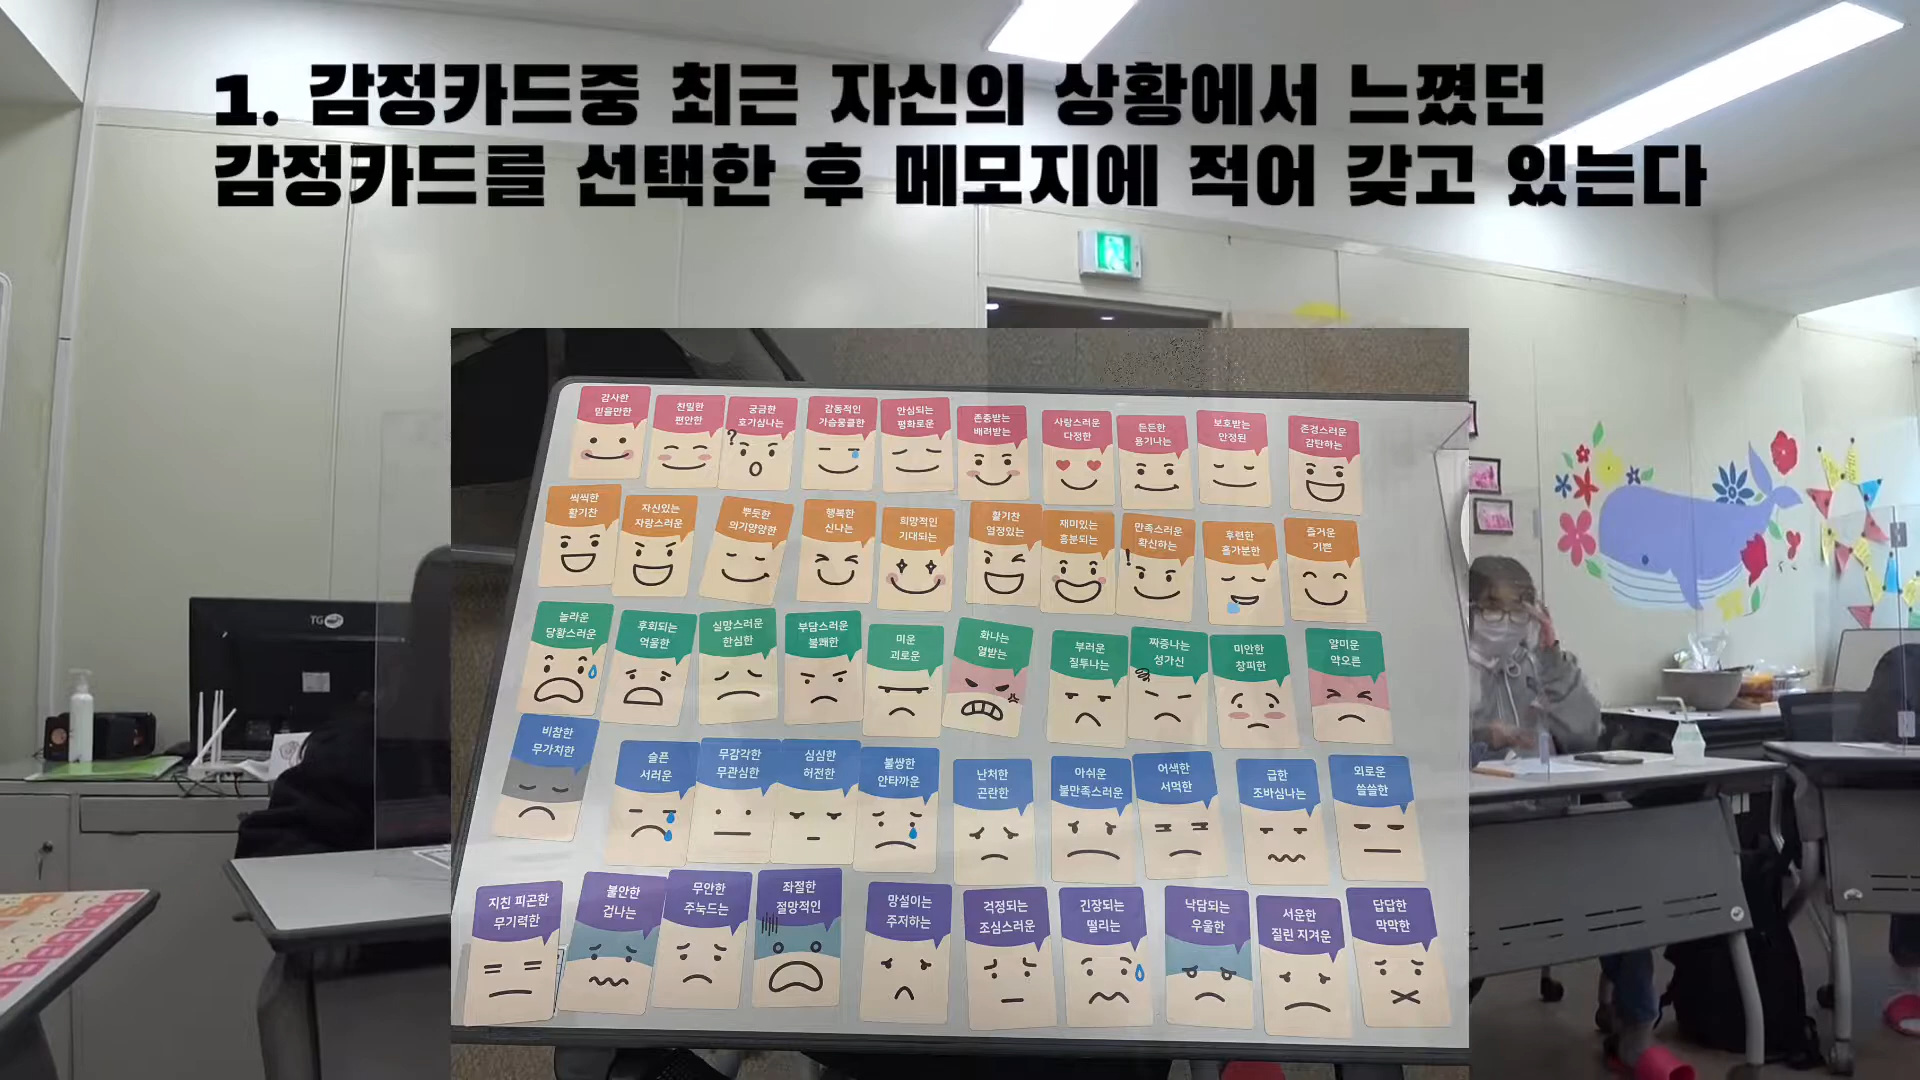 1. 감정카드중 최근 자신의 상황에서 느꼈던
감정카드를 선택한 후 메모지에 적어 갖고 있는다
TG
감사한
믿을만한
친밀한
편안한
궁금한
호기심나는
감동적인
가슴뭉클한
안심되는
평화로운
존중받는
배려받는
사랑스러운
다정한
든든한
용기나는
보호받는
안정된
존경스러운
감탄하는
씩씩한
활기찬
자신있는
자랑스러운
뿌듯한
의기양양한
행복한
신나는
희망적인
기대되는
활기찬
열정있는
재미있는
흥분되는
만족스러운
확신하는
후련한
홀가분한
즐거운
기쁜
놀라운
당황스러운
후회되는
억울한
실망스러운
한심한
부담스러운
불쾌한
미운
괴로운
화나는
열받는
부러운
질투나는
짜증나는
성가신
미안한
창피한
얄미운
약오른
비참한
무가치한
슬픈
서러운
무감각한
무관심한
심심한
허전한
불쌍한
안타까운
난처한
곤란한
아쉬운
불만족스러운
어색한
서먹한
급한
조바심나는
외로운
쓸쓸한
지친 피곤한
무기력한
불안한
겁나는
무안한
주눅드는
좌절한
절망적인
망설이는
주저하는
걱정되는
조심스러운
긴장되는
떨리는
낙담되는
우울한
서운한
질린 지겨운
답답한
막막한